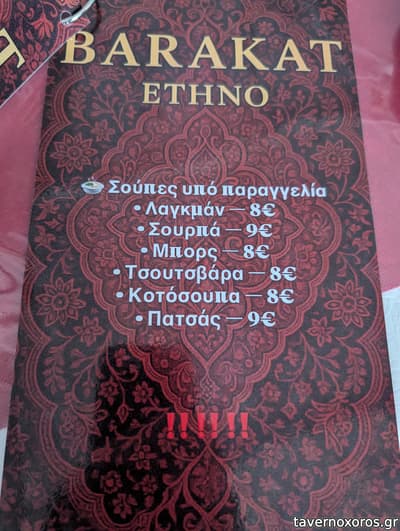 BARAKAT
ETHNO
🍲 Σούπες υπό παραγγελία
• Λαγκμάν — 8€
• Σουρπά — 9€
• Μπορς — 8€
• Τσουτσβάρα — 8€
• Κοτόσουπα — 8€
• Πατσάς — 9€
!! !! !!
tavernoxoros.gr